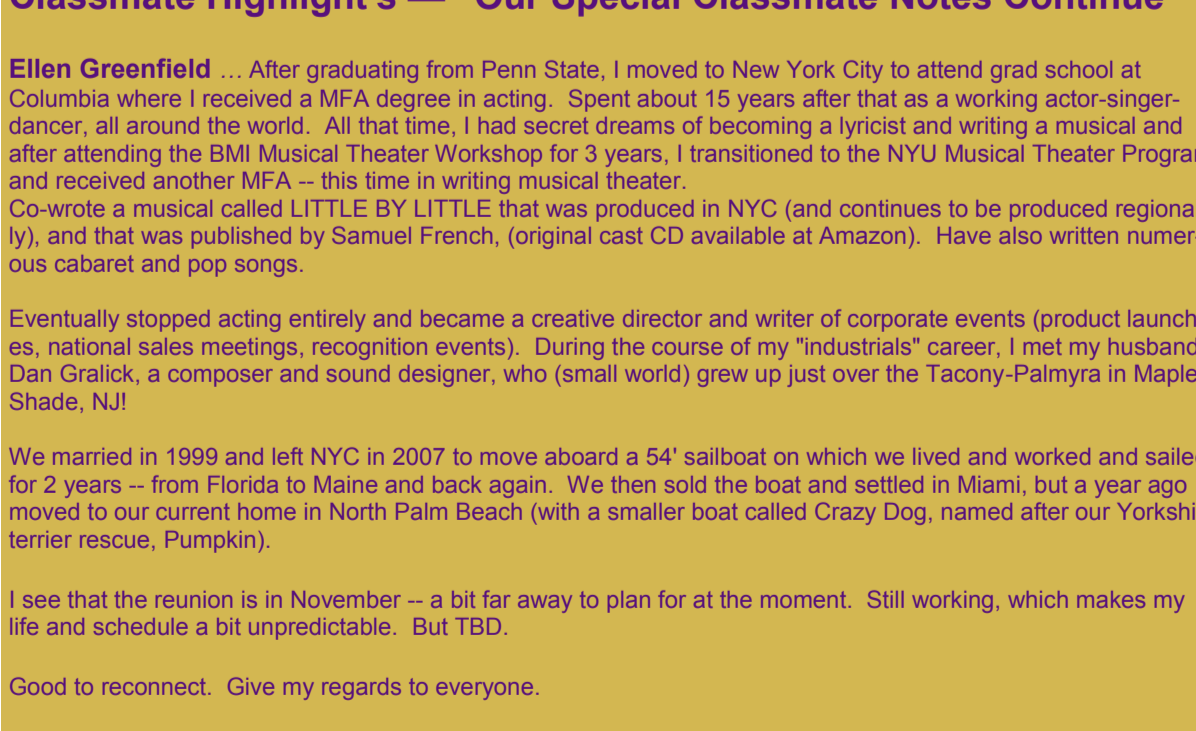 Classmate Highlight's — "Our Special Classmate Notes Continue"
Ellen Greenfield … After graduating from Penn State, I moved to New York City to attend grad school at
Columbia where I received a MFA degree in acting. Spent about 15 years after that as a working actor-singer-
dancer, all around the world. All that time, I had secret dreams of becoming a lyricist and writing a musical and
after attending the BMI Musical Theater Workshop for 3 years, I transitioned to the NYU Musical Theater Progra
and received another MFA -- this time in writing musical theater.
Co-wrote a musical called LITTLE BY LITTLE that was produced in NYC (and continues to be produced regiona
ly), and that was published by Samuel French, (original cast CD available at Amazon). Have also written numer-
ous cabaret and pop songs.
Eventually stopped acting entirely and became a creative director and writer of corporate events (product launch
es, national sales meetings, recognition events). During the course of my "industrials" career, I met my husband
Dan Gralick, a composer and sound designer, who (small world) grew up just over the Tacony-Palmyra in Maple
Shade, NJ!
We married in 1999 and left NYC in 2007 to move aboard a 54' sailboat on which we lived and worked and saile
for 2 years -- from Florida to Maine and back again. We then sold the boat and settled in Miami, but a year ago
moved to our current home in North Palm Beach (with a smaller boat called Crazy Dog, named after our Yorkshi
terrier rescue, Pumpkin).
I see that the reunion is in November -- a bit far away to plan for at the moment. Still working, which makes my
life and schedule a bit unpredictable. But TBD.
Good to reconnect. Give my regards to everyone.